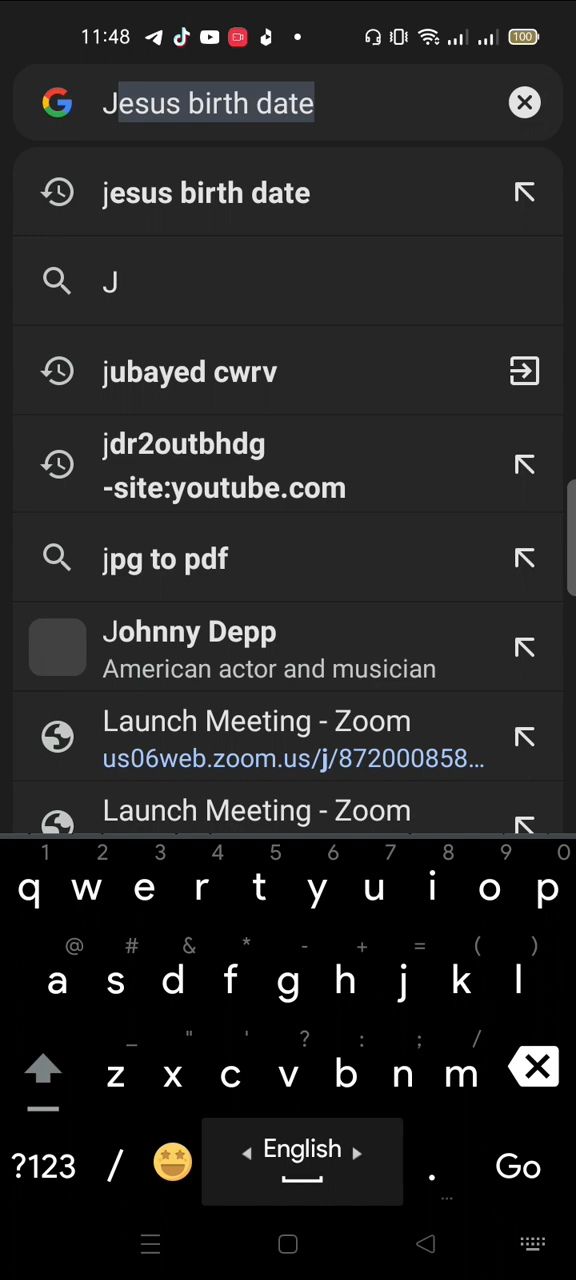 11:48
100
Jesus birth date
jesus birth date
J
jubayed cwrv
jdr2outbhdg
-site:youtube.com
jpg to pdf
Johnny Depp
American actor and musician
Launch Meeting - Zoom
us06web.zoom.us/j/872000858...
Launch Meeting - Zoom
1 2 3 4 5 6 7 8 9 0
q w e r t y u i o p
@ # & * - + = ( )
a s d f g h j k l
_ " ' ? : ; /
z x c v b n m
?123 / English . Go
...